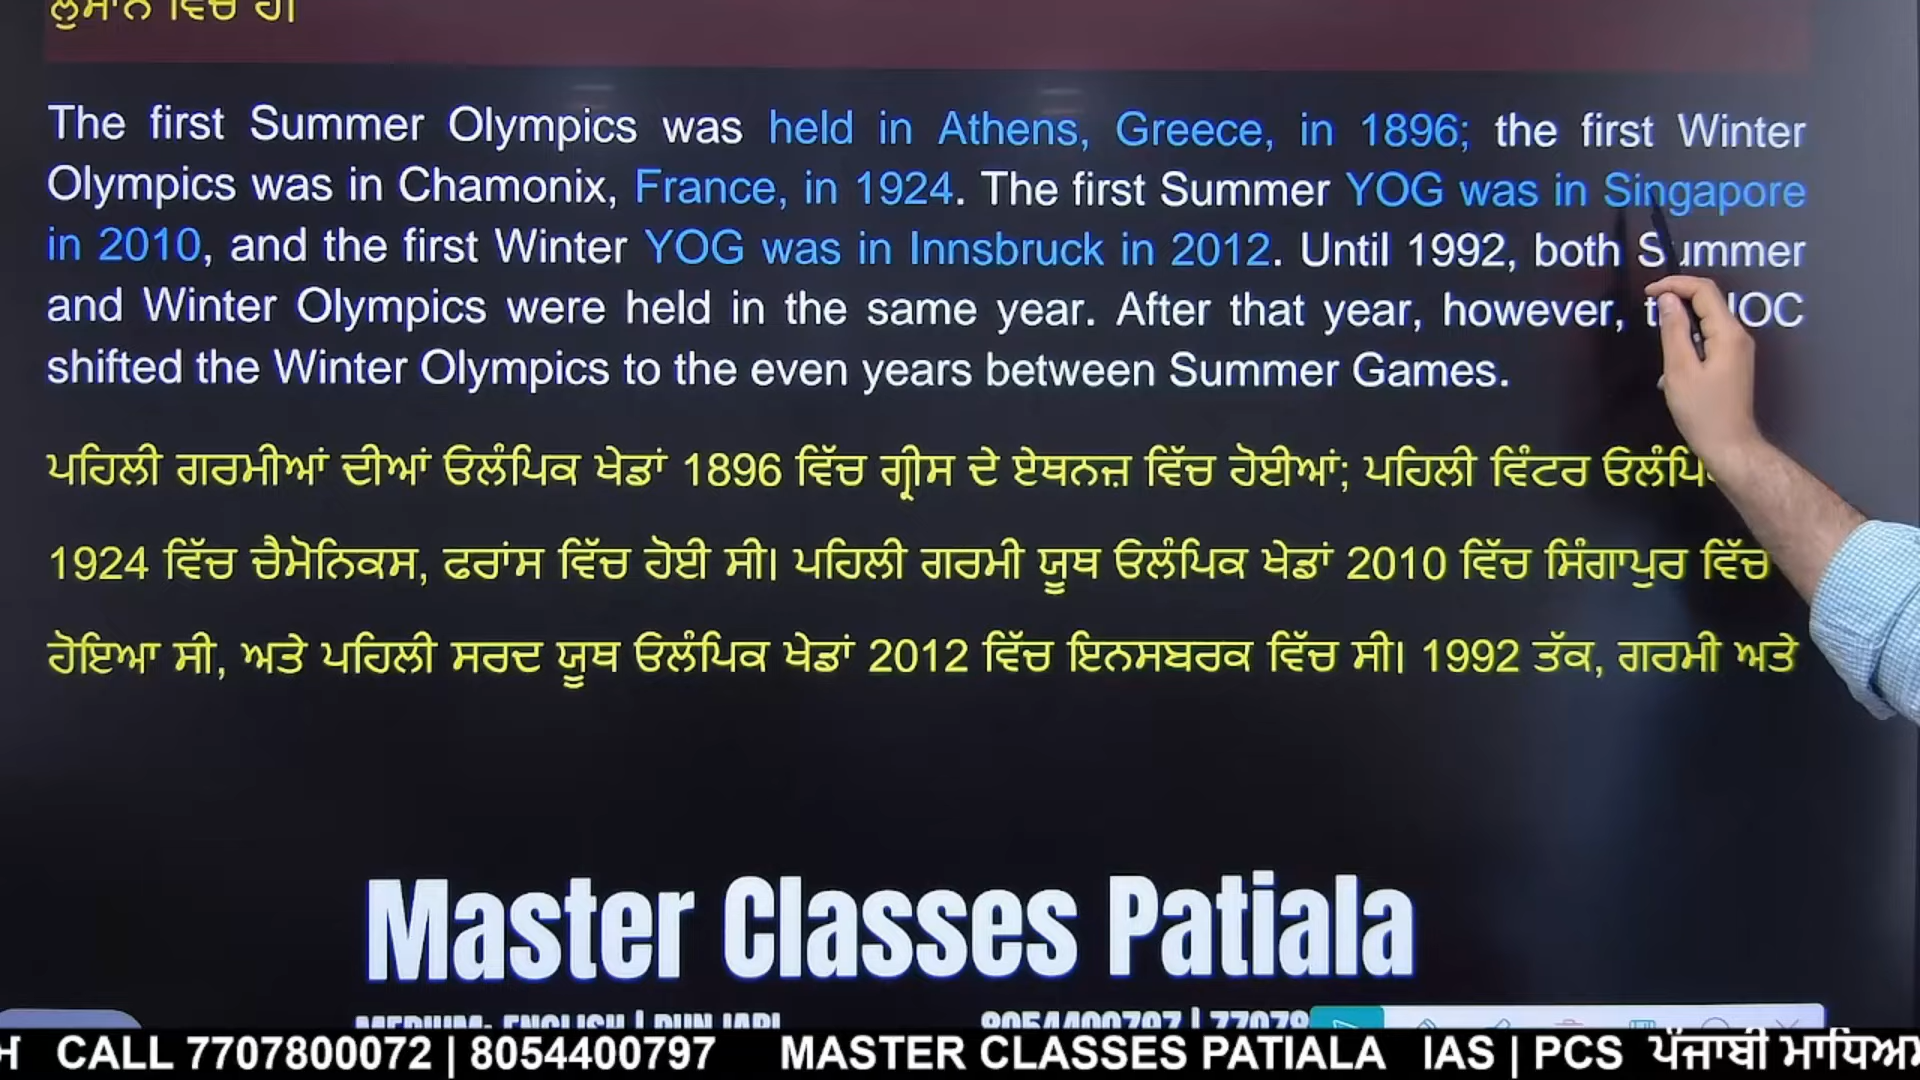 ਲੁਸਾਨ ਵਿੱਚ ਹੈ।
The first Summer Olympics was held in Athens, Greece, in 1896; the first Winter
Olympics was in Chamonix, France, in 1924. The first Summer YOG was in Singapore
in 2010, and the first Winter YOG was in Innsbruck in 2012. Until 1992, both Summer
and Winter Olympics were held in the same year. After that year, however, IOC
shifted the Winter Olympics to the even years between Summer Games.
ਪਹਿਲੀ ਗਰਮੀਆਂ ਦੀਆਂ ਓਲੰਪਿਕ ਖੇਡਾਂ 1896 ਵਿੱਚ ਗ੍ਰੀਸ ਦੇ ਏਥਨਜ਼ ਵਿੱਚ ਹੋਈਆਂ; ਪਹਿਲੀ ਵਿੰਟਰ
1924 ਵਿੱਚ ਚੈਮੋਨਿਕਸ, ਫਰਾਂਸ ਵਿੱਚ ਹੋਈ ਸੀ। ਪਹਿਲੀ ਗਰਮੀ ਯੂਥ ਓਲੰਪਿਕ ਖੇਡਾਂ 2010 ਵਿੱਚ ਸਿੰਗਾਪੁਰ ਵਿੱਚ
ਹੋਇਆ ਸੀ, ਅਤੇ ਪਹਿਲੀ ਸਰਦ ਯੂਥ ਓਲੰਪਿਕ ਖੇਡਾਂ 2012 ਵਿੱਚ ਇਨਸਬਰਕ ਵਿੱਚ ਸੀ। 1992 ਤੱਕ, ਗਰਮੀ ਅਤੇ
Master Classes Patiala
MEDIUM: ENGLISH | PUNJABI 8054400797 |
CALL 7707800072 | 8054400797 MASTER CLASSES PATIALA IAS | PCS ਪੰਜਾਬੀ